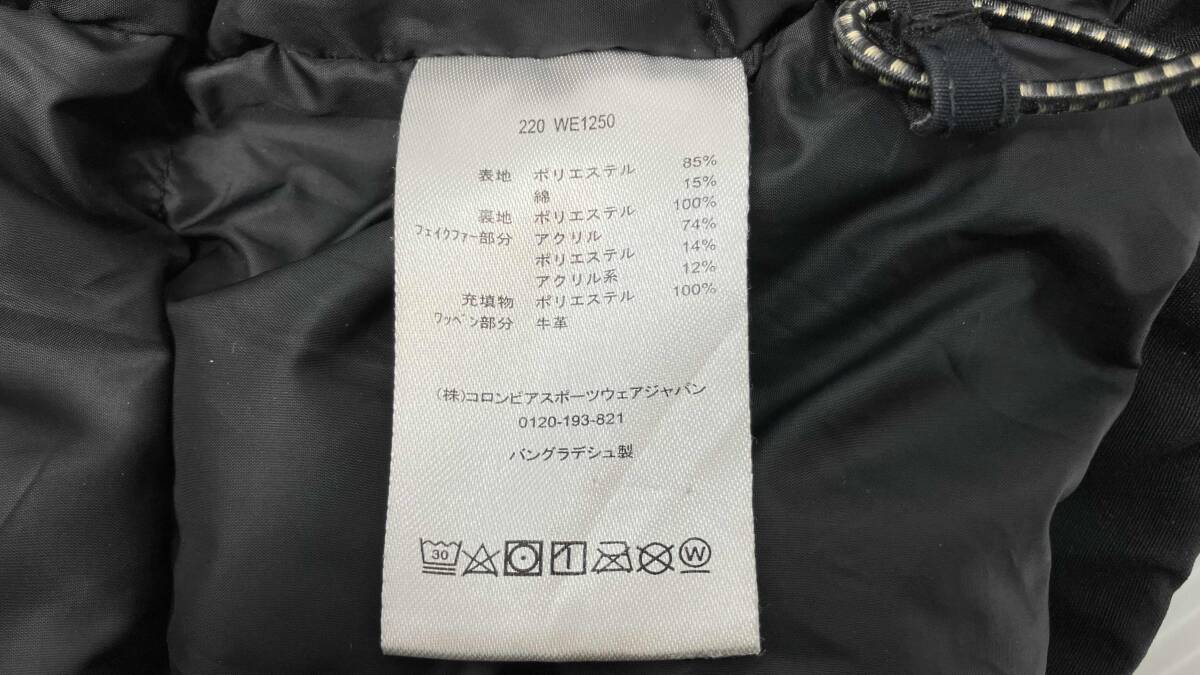 220 WE1250
表地 ポリエステル 85%
綿 15%
裏地 ポリエステル 100%
ﾌｪｲｸﾌｧｰ部分 アクリル 74%
ポリエステル 14%
アクリル系 12%
充填物 ポリエステル 100%
ﾜｯﾍﾟﾝ部分 牛革
(株)コロンビアスポーツウェアジャパン
0120-193-821
バングラデシュ製
30 W